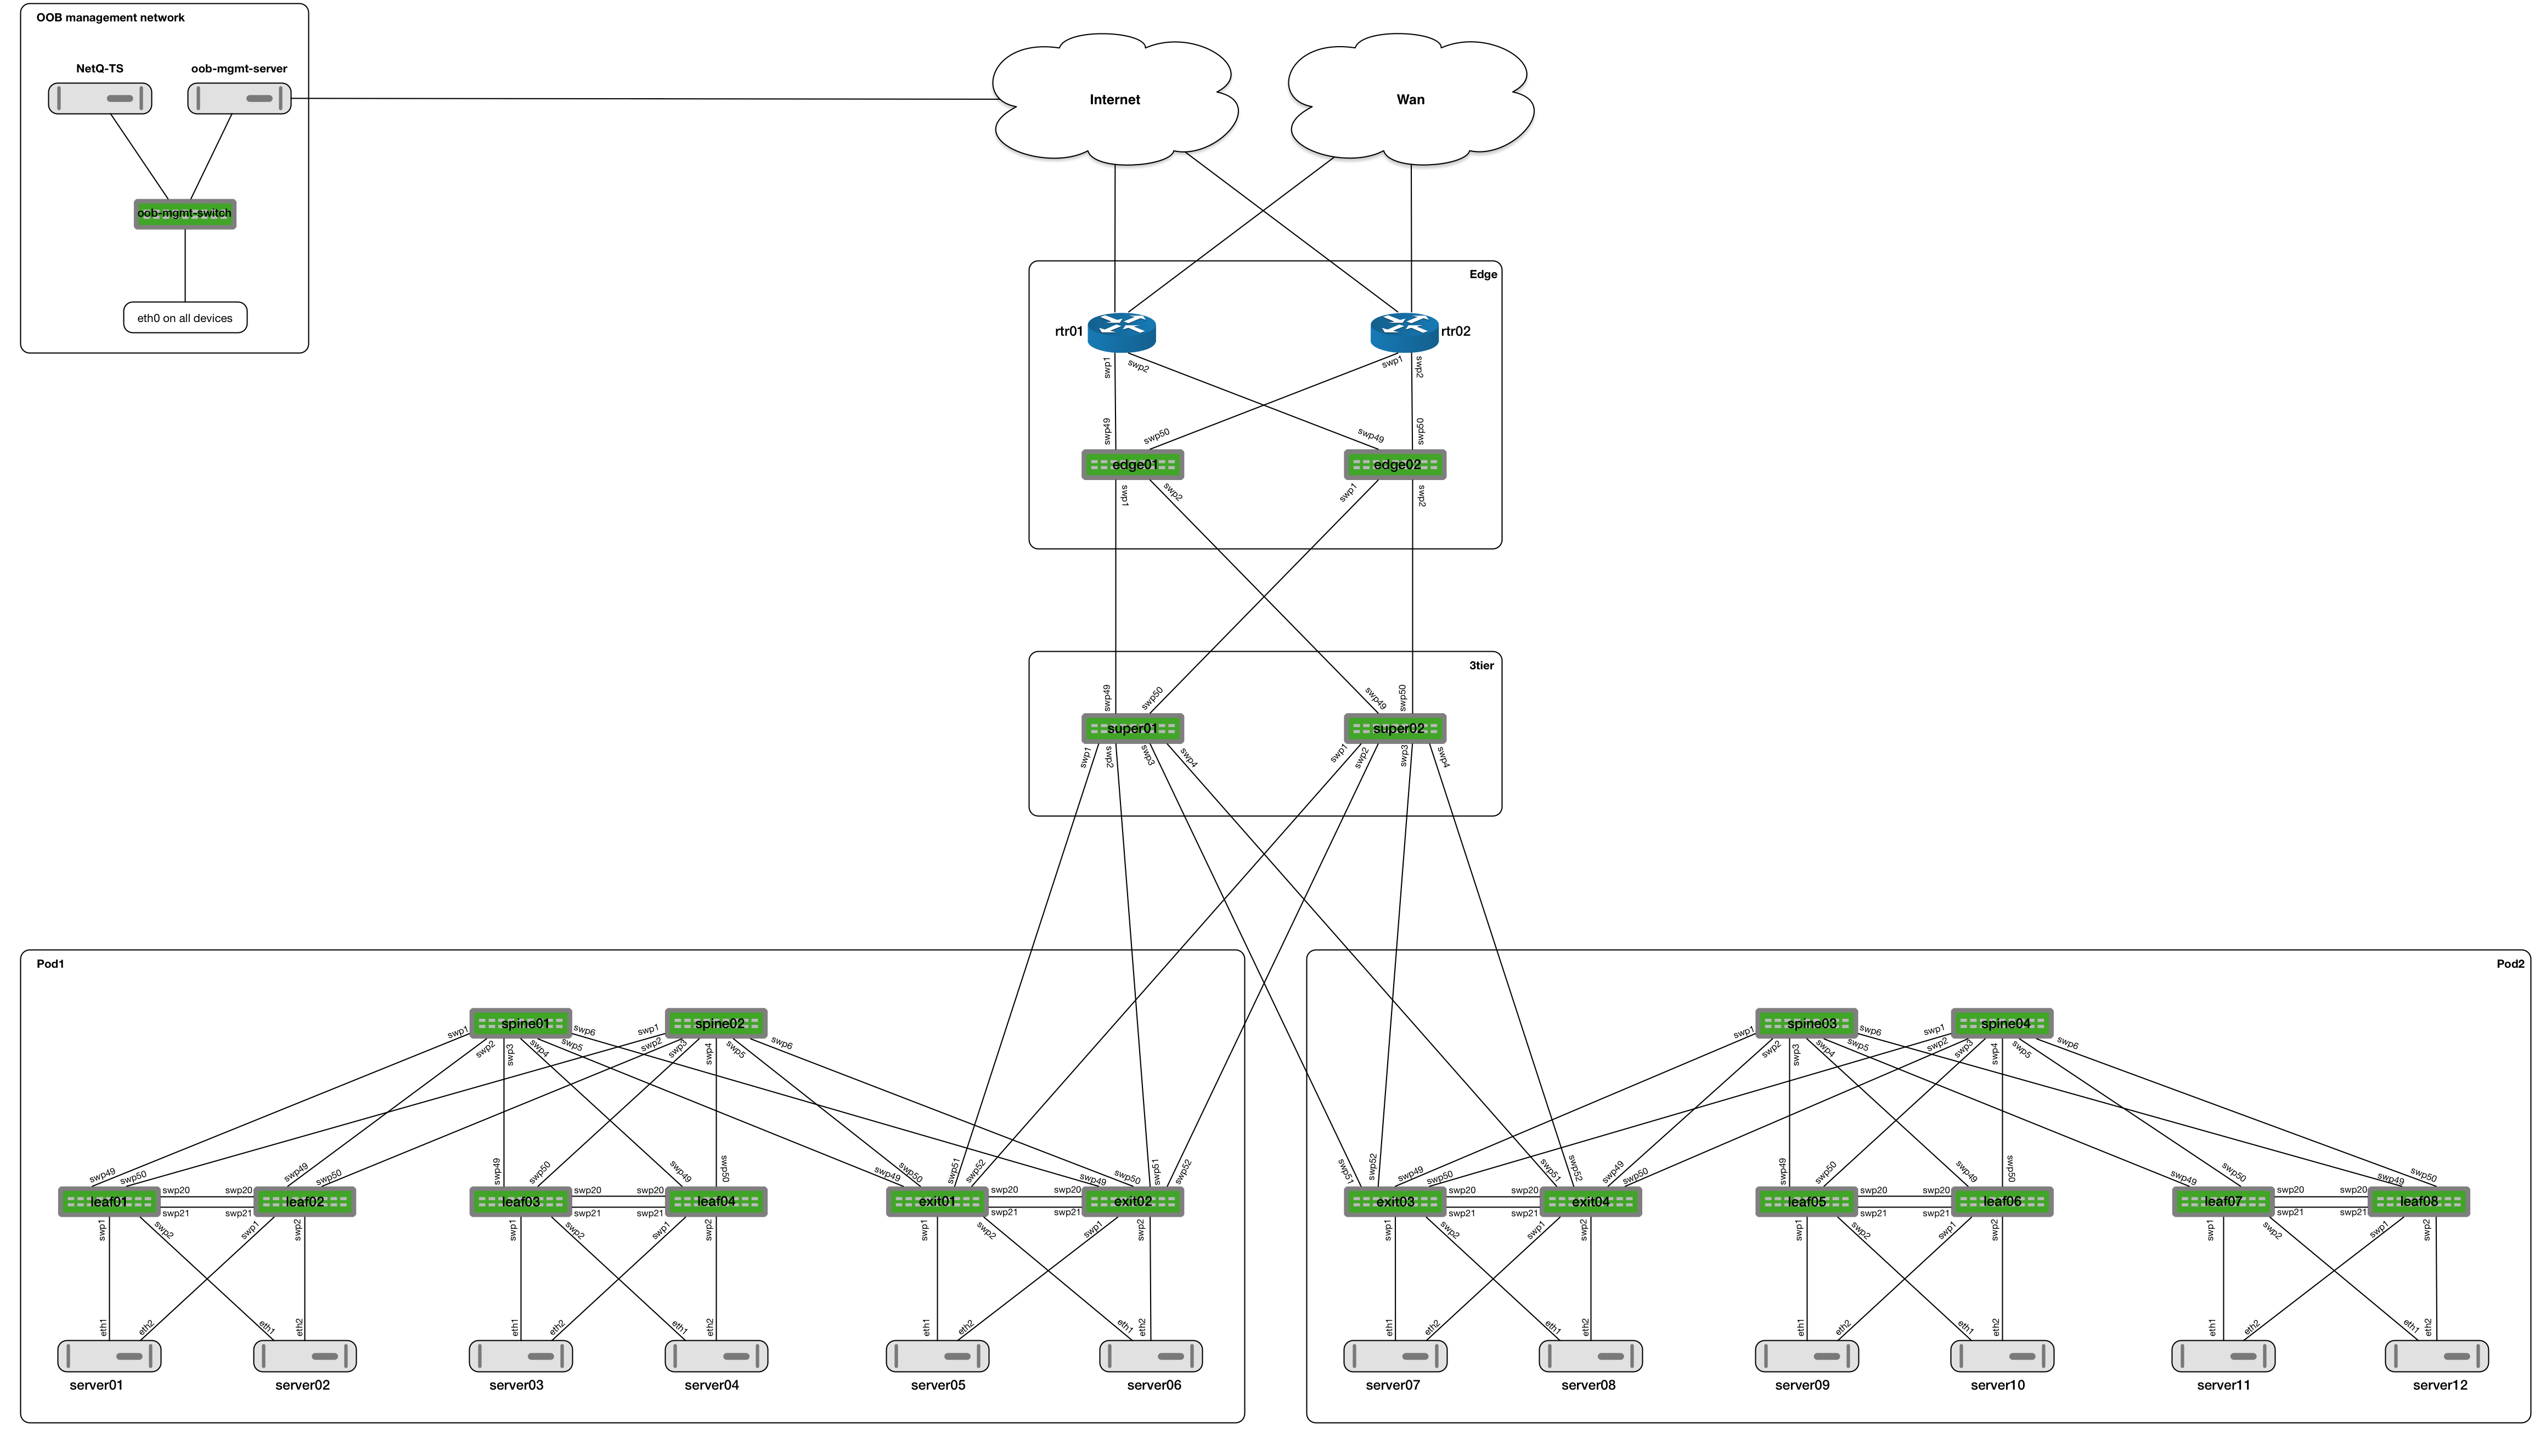 OOB management network
NetQ-TS
oob-mgmt-server
oob-mgmt-switch
eth0 on all devices
Internet
Wan
Edge
rtr01
rtr02
swp1
swp2
swp1
swp2
swp49
swp50
swp49
swp50
edge01
edge02
swp1
swp2
swp1
swp2
3tier
swp49
swp50
swp49
swp50
super01
super02
swp1
swp2
swp3
swp4
swp1
swp2
swp3
swp4
Pod1
spine01
spine02
swp1
swp2
swp3
swp4
swp5
swp6
swp1
swp2
swp3
swp4
swp5
swp6
swp49
swp50
swp49
swp50
swp49
swp50
swp49
swp50
swp49
swp50
swp51
swp52
swp49
swp50
swp51
swp52
leaf01
swp20
swp20
leaf02
swp21
swp21
leaf03
swp20
swp20
leaf04
swp21
swp21
exit01
swp20
swp20
exit02
swp21
swp21
swp1
swp2
swp1
swp2
swp1
swp2
swp1
swp2
swp1
swp2
swp1
swp2
eth1
eth2
eth1
eth2
eth1
eth2
eth1
eth2
eth1
eth2
eth1
eth2
server01
server02
server03
server04
server05
server06
Pod2
spine03
spine04
swp1
swp2
swp3
swp4
swp5
swp6
swp1
swp2
swp3
swp4
swp5
swp6
swp51
swp52
swp49
swp50
swp51
swp52
swp49
swp50
swp49
swp50
swp49
swp50
swp49
swp50
swp49
swp50
exit03
swp20
swp20
exit04
swp21
swp21
leaf05
swp20
swp20
leaf06
swp21
swp21
leaf07
swp20
swp20
leaf08
swp21
swp21
swp1
swp2
swp1
swp2
swp1
swp2
swp1
swp2
swp1
swp2
swp1
swp2
eth1
eth2
eth1
eth2
eth1
eth2
eth1
eth2
eth1
eth2
eth1
eth2
server07
server08
server09
server10
server11
server12